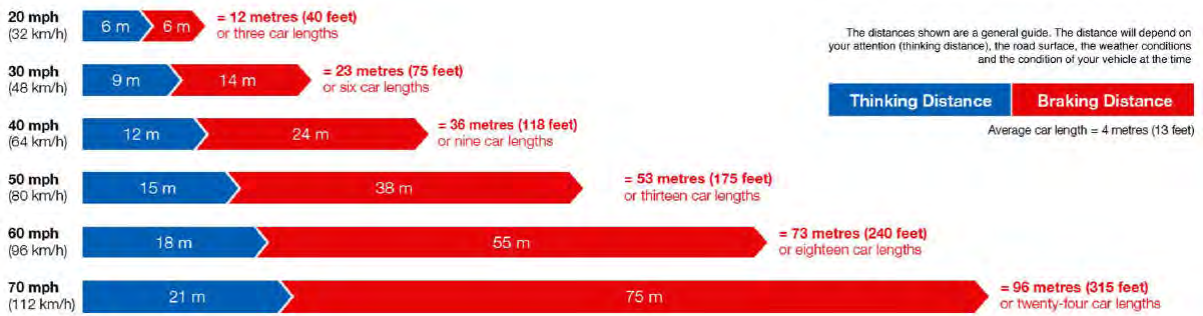 20 mph
(32 km/h)
6 m
6 m
= 12 metres (40 feet)
or three car lengths
The distances shown are a general guide. The distance will depend on
your attention (thinking distance), the road surface, the weather conditions
and the condition of your vehicle at the time
30 mph
(48 km/h)
9 m
14 m
= 23 metres (75 feet)
or six car lengths
Thinking Distance
Braking Distance
Average car length = 4 metres (13 feet)
40 mph
(64 km/h)
12 m
24 m
= 36 metres (118 feet)
or nine car lengths
50 mph
(80 km/h)
15 m
38 m
= 53 metres (175 feet)
or thirteen car lengths
60 mph
(96 km/h)
18 m
55 m
= 73 metres (240 feet)
or eighteen car lengths
70 mph
(112 km/h)
21 m
75 m
= 96 metres (315 feet)
or twenty-four car lengths